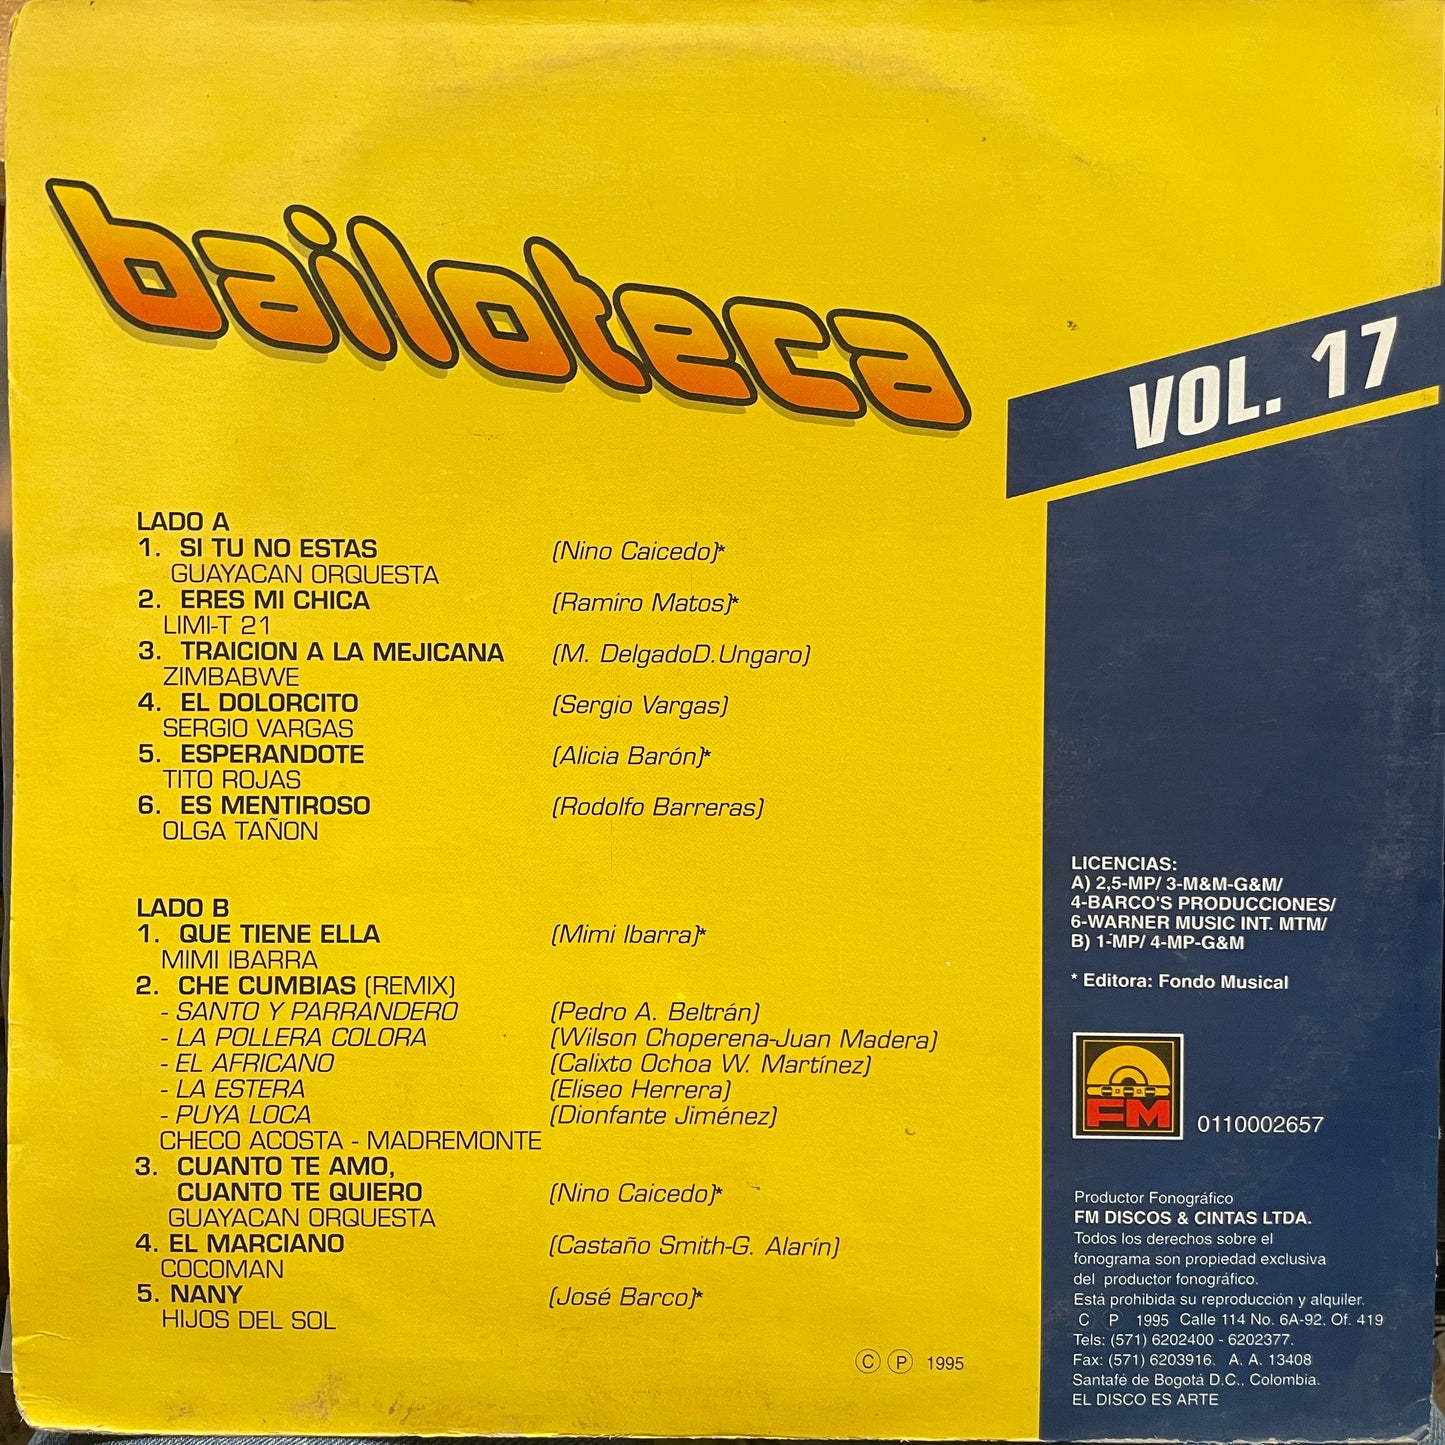 bailoteca
VOL. 17
LADO A
1. SI TU NO ESTAS (Nino Caicedo)*
GUAYACAN ORQUESTA
2. ERES MI CHICA (Ramiro Matos)*
LIMI-T 21
3. TRAICION A LA MEJICANA (M. DelgadoD.Ungaro)
ZIMBABWE
4. EL DOLORCITO (Sergio Vargas)
SERGIO VARGAS
5. ESPERANDOTE (Alicia Barón)*
TITO ROJAS
6. ES MENTIROSO (Rodolfo Barreras)
OLGA TAÑON
LADO B
1. QUE TIENE ELLA (Mimi Ibarra)*
MIMI IBARRA
2. CHE CUMBIAS (REMIX)
- SANTO Y PARRANDERO (Pedro A. Beltrán)
- LA POLLERA COLORA (Wilson Choperena-Juan Madera)
- EL AFRICANO (Calixto Ochoa W. Martínez)
- LA ESTERA (Eliseo Herrera)
- PUYA LOCA (Dionfante Jiménez)
CHECO ACOSTA - MADREMONTE
3. CUANTO TE AMO,
CUANTO TE QUIERO (Nino Caicedo)*
GUAYACAN ORQUESTA
4. EL MARCIANO (Castaño Smith-G. Alarín)
COCOMAN
5. NANY (José Barco)*
HIJOS DEL SOL
Ⓒ Ⓟ 1995
LICENCIAS:
A) 2,5-MP/ 3-M&M-G&M/
4-BARCO'S PRODUCCIONES/
6-WARNER MUSIC INT. MTM/
B) 1-MP/ 4-MP-G&M
* Editora: Fondo Musical
FM
0110002657
Productor Fonográfico
FM DISCOS & CINTAS LTDA.
Todos los derechos sobre el
fonograma son propiedad exclusiva
del productor fonográfico.
Está prohibida su reproducción y alquiler.
C P 1995 Calle 114 No. 6A-92, Of. 419
Tels: (571) 6202400 - 6202377.
Fax: (571) 6203916. A. A. 13408
Santafé de Bogotá D.C., Colombia.
EL DISCO ES ARTE